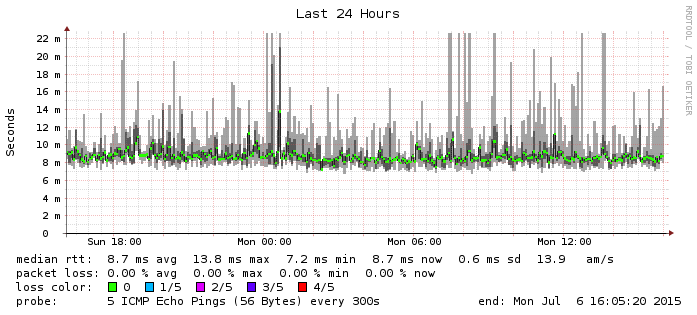 Last 24 Hours
RRDTOOL / TOBI OETIKER
Seconds
22 m
20 m
18 m
16 m
14 m
12 m
10 m
8 m
6 m
4 m
2 m
0
Sun 18:00 Mon 00:00 Mon 06:00 Mon 12:00
median rtt: 8.7 ms avg 13.8 ms max 7.2 ms min 8.7 ms now 0.6 ms sd 13.9 am/s
packet loss: 0.00 % avg 0.00 % max 0.00 % min 0.00 % now
loss color: 0 1/5 2/5 3/5 4/5
probe: 5 ICMP Echo Pings (56 Bytes) every 300s end: Mon Jul 6 16:05:20 2015